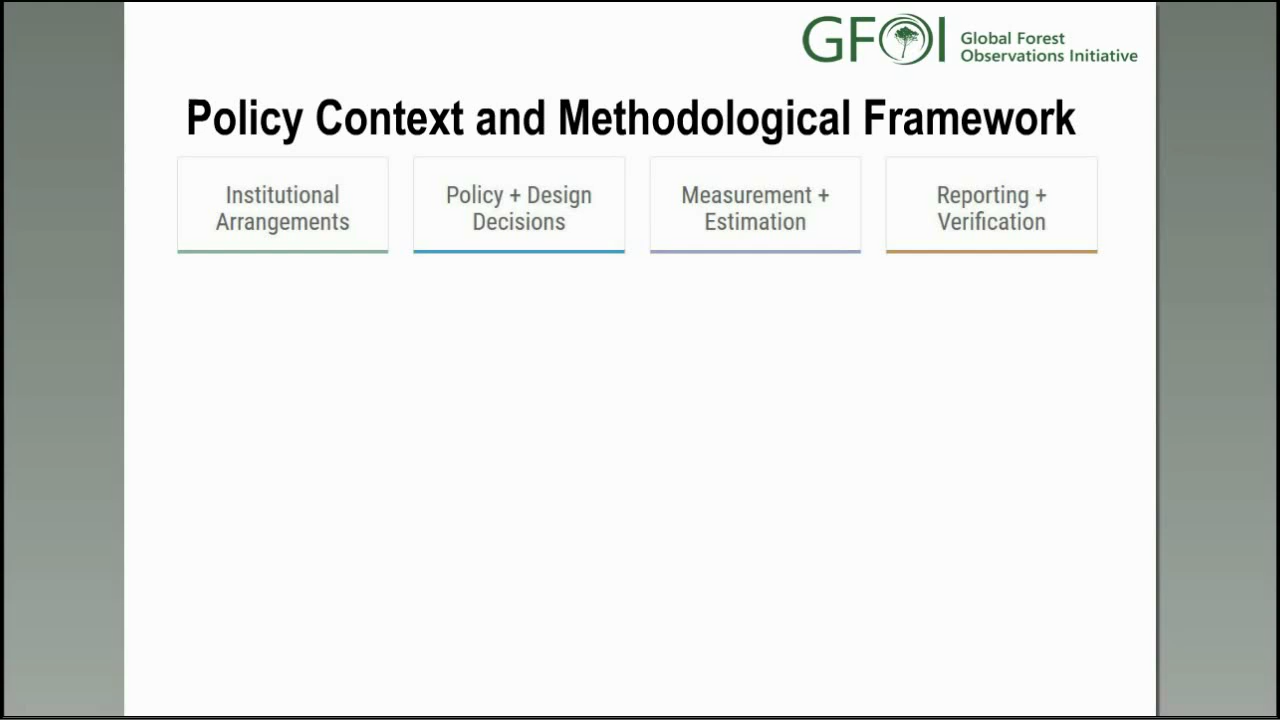 GFOI
Global Forest
Observations Initiative
Policy Context and Methodological Framework
Institutional
Arrangements
Policy + Design
Decisions
Measurement +
Estimation
Reporting +
Verification